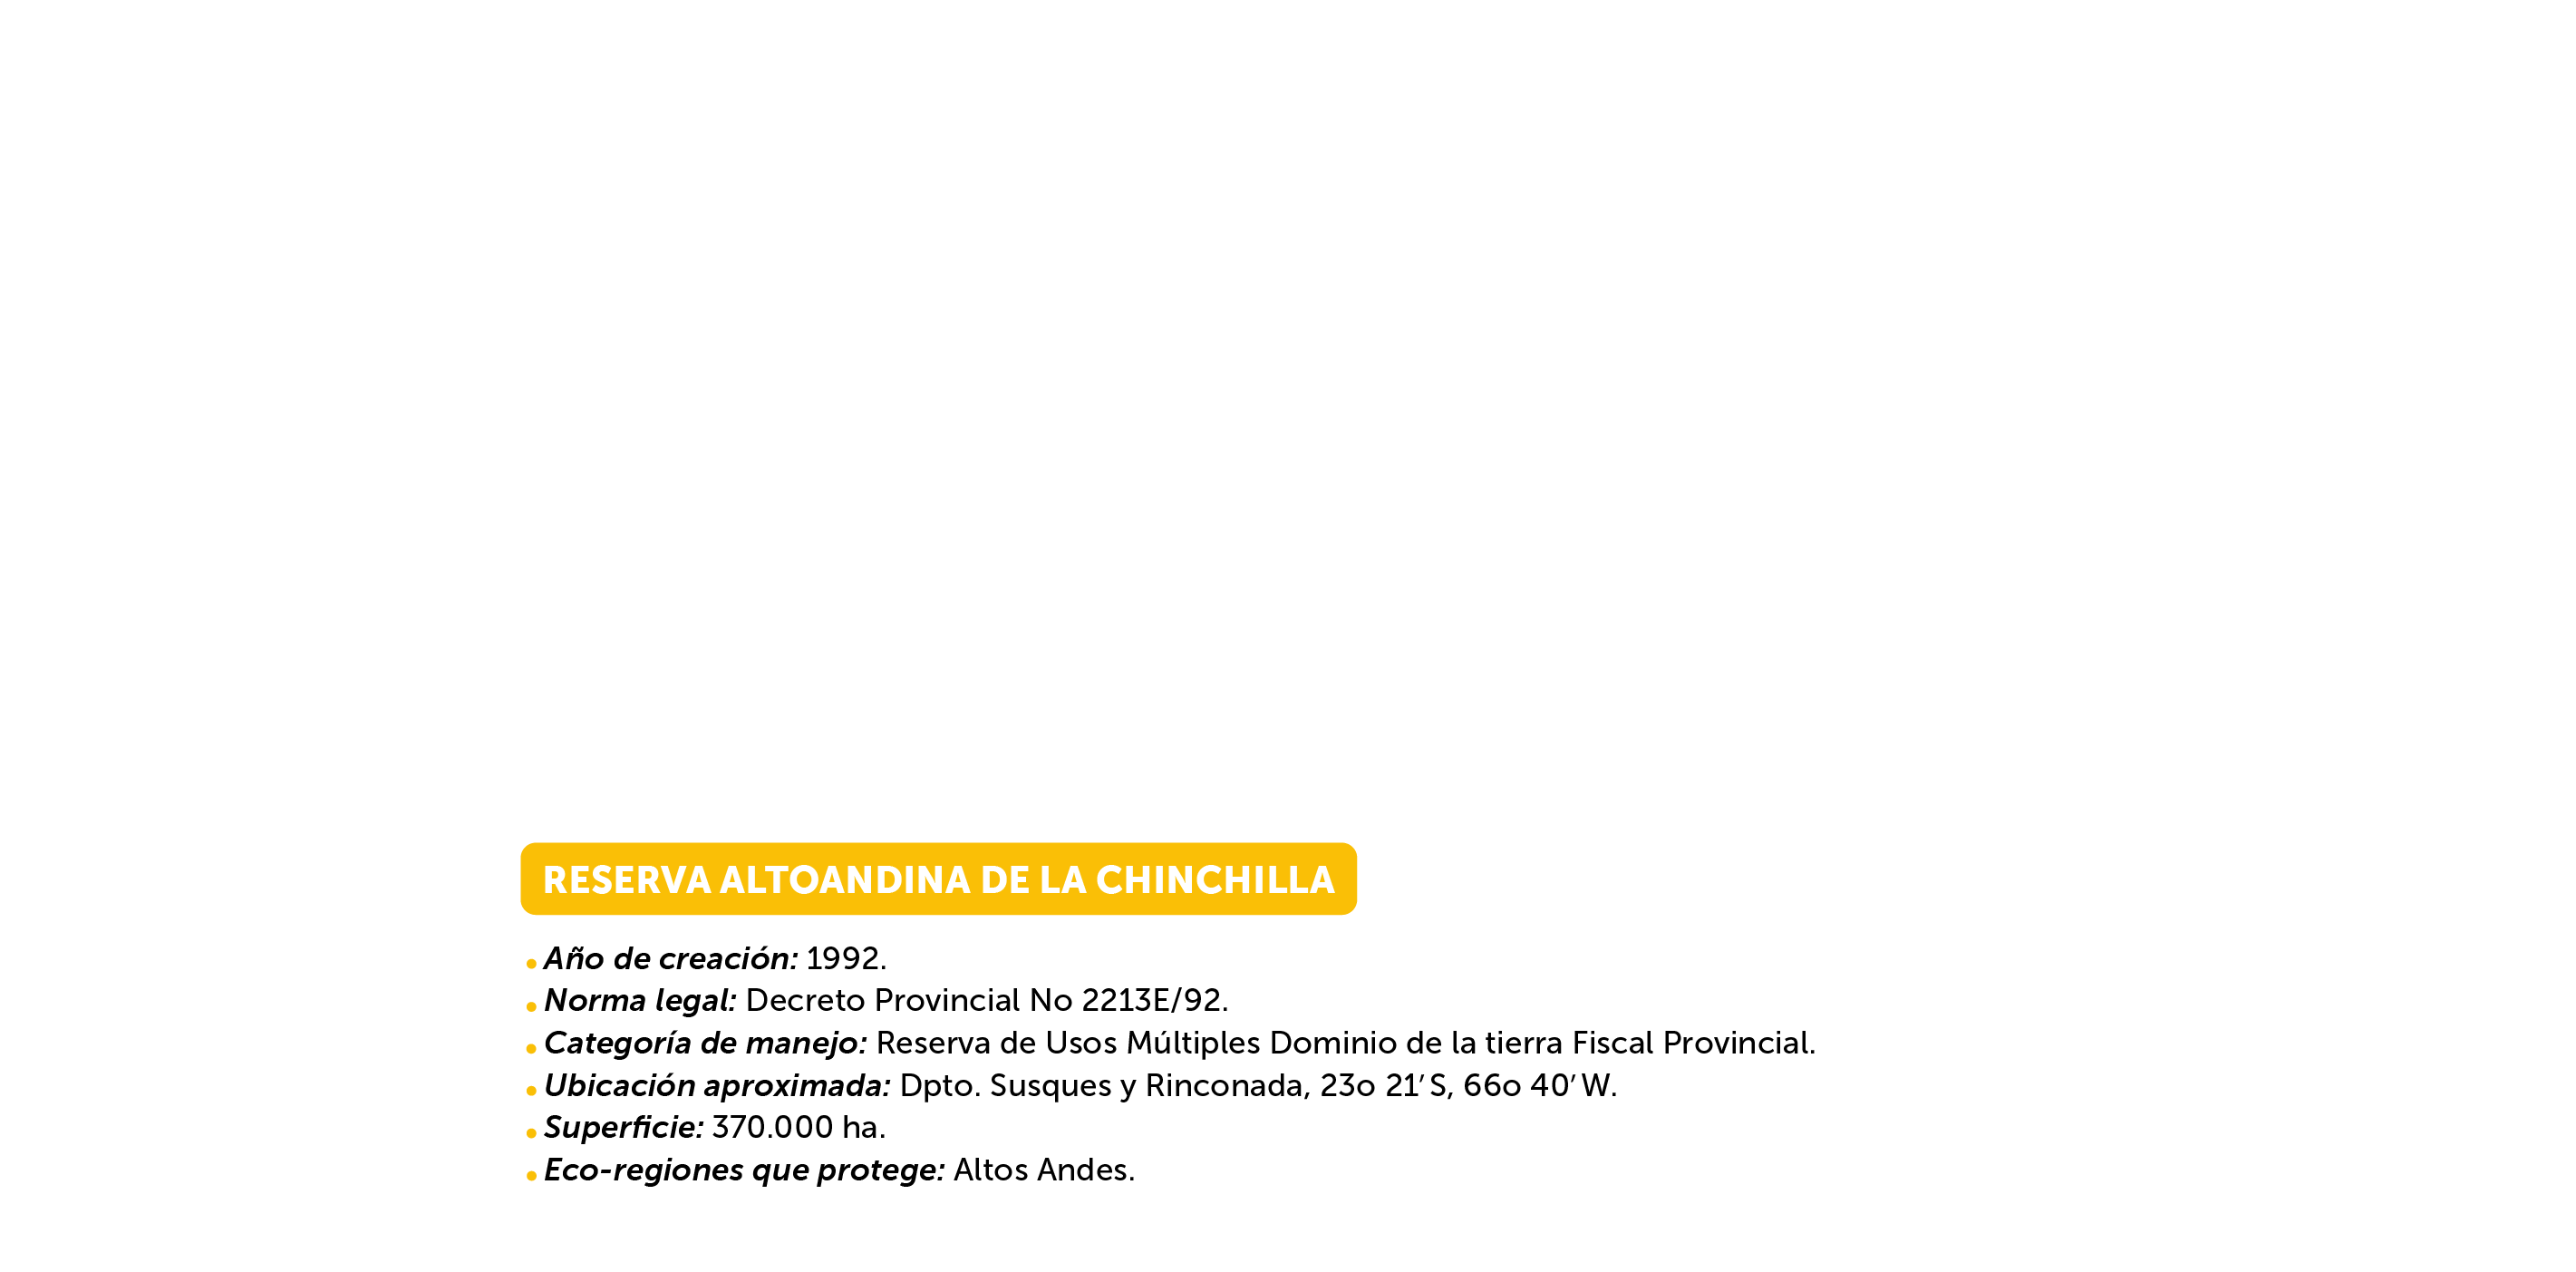 RESERVA ALTOANDINA DE LA CHINCHILLA
• Año de creación: 1992.
• Norma legal: Decreto Provincial No 2213E/92.
• Categoría de manejo: Reserva de Usos Múltiples Dominio de la tierra Fiscal Provincial.
• Ubicación aproximada: Dpto. Susques y Rinconada, 23o 21’ S, 66o 40’ W.
• Superficie: 370.000 ha.
• Eco-regiones que protege: Altos Andes.